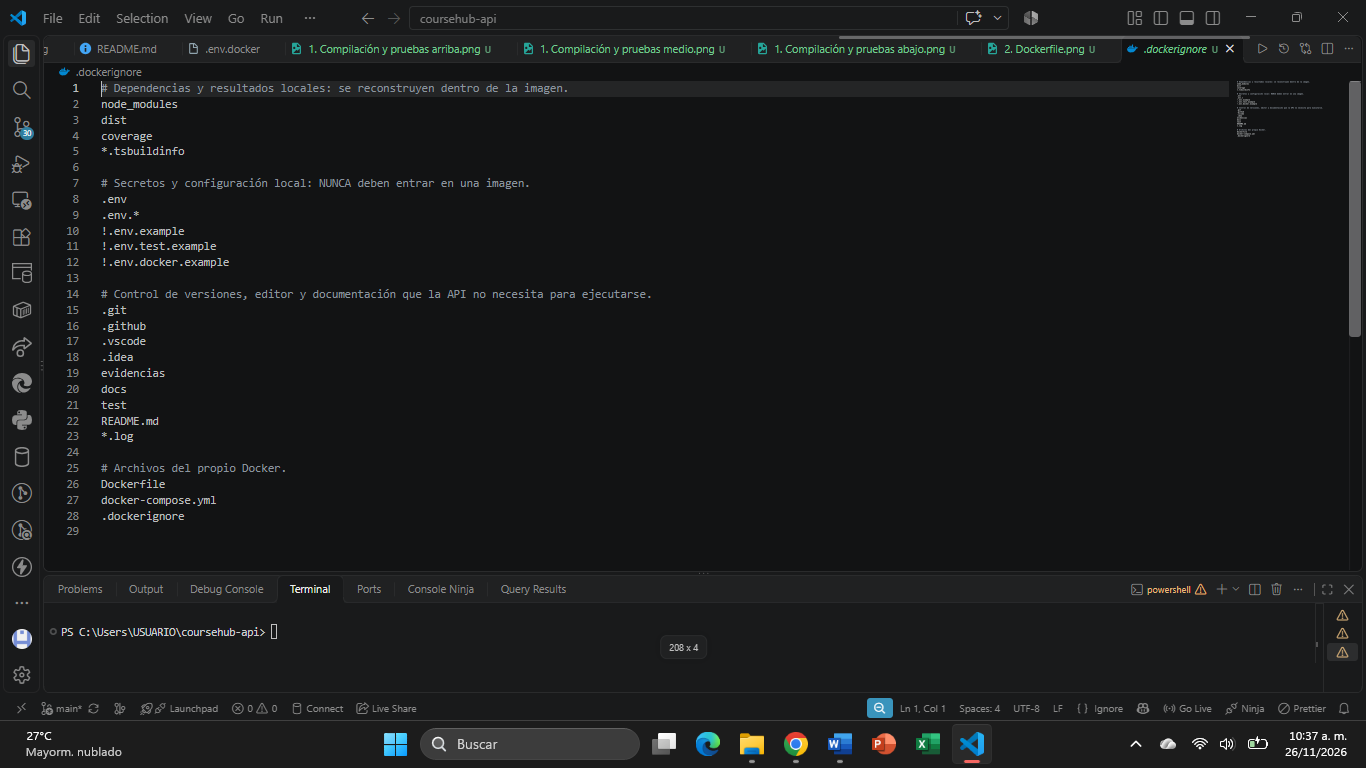 File Edit Selection View Go Run ··· coursehub-api
README.md .env.docker 1. Compilación y pruebas arriba.png U 1. Compilación y pruebas medio.png U 1. Compilación y pruebas abajo.png U 2. Dockerfile.png U .dockerignore U
.dockerignore
1 # Dependencias y resultados locales: se reconstruyen dentro de la imagen.
2 node_modules
3 dist
4 coverage
5 *.tsbuildinfo
6
7 # Secretos y configuración local: NUNCA deben entrar en una imagen.
8 .env
9 .env.*
10 !.env.example
11 !.env.test.example
12 !.env.docker.example
13
14 # Control de versiones, editor y documentación que la API no necesita para ejecutarse.
15 .git
16 .github
17 .vscode
18 .idea
19 evidencias
20 docs
21 test
22 README.md
23 *.log
24
25 # Archivos del propio Docker.
26 Dockerfile
27 docker-compose.yml
28 .dockerignore
29
30
Problems Output Debug Console Terminal Ports Console Ninja Query Results powershell
PS C:\Users\USUARIO\coursehub-api>
208 x 4
main* Launchpad 0 0 Connect Live Share Ln 1, Col 1 Spaces: 4 UTF-8 LF { } Ignore Go Live Ninja Prettier
27°C
Mayorm. nublado
Buscar
10:37 a. m.
26/11/2026